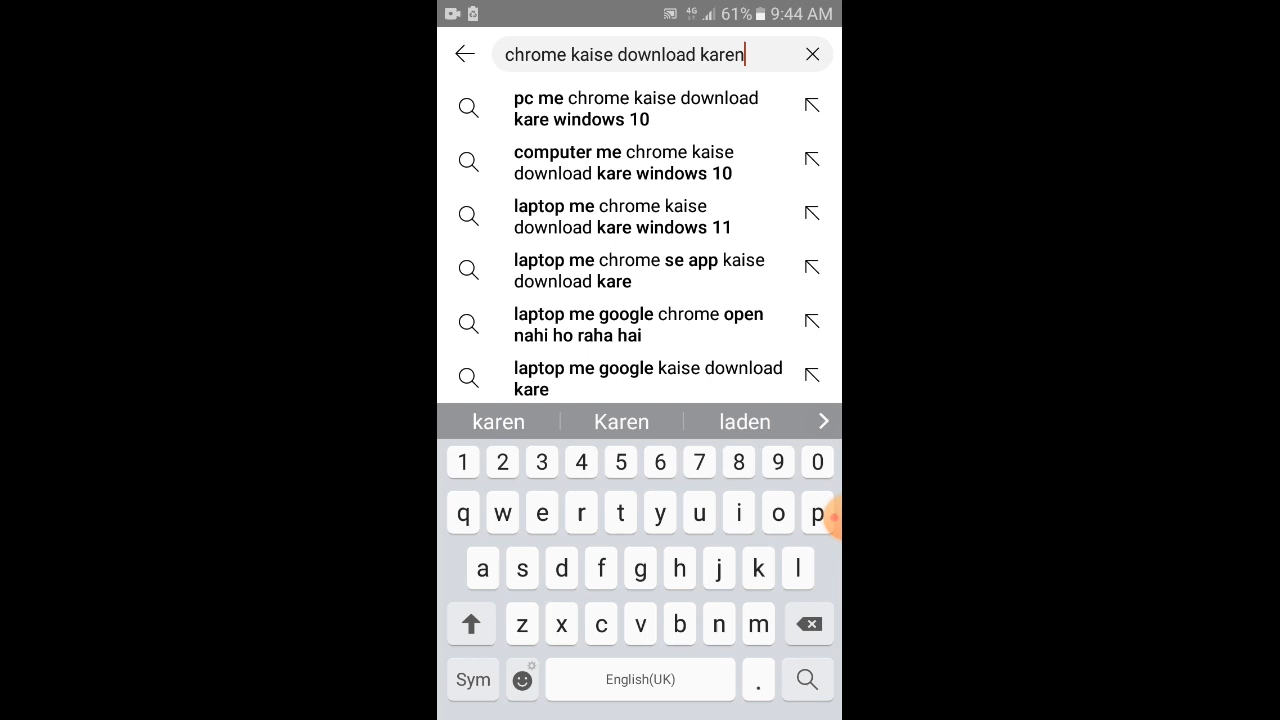 4G 61% 9:44 AM
chrome kaise download karen
pc me chrome kaise download
kare windows 10
computer me chrome kaise
download kare windows 10
laptop me chrome kaise
download kare windows 11
laptop me chrome se app kaise
download kare
laptop me google chrome open
nahi ho raha hai
laptop me google kaise download
kare
karen Karen laden
1 2 3 4 5 6 7 8 9 0
q w e r t y u i o p
a s d f g h j k l
z x c v b n m
Sym English(UK) .